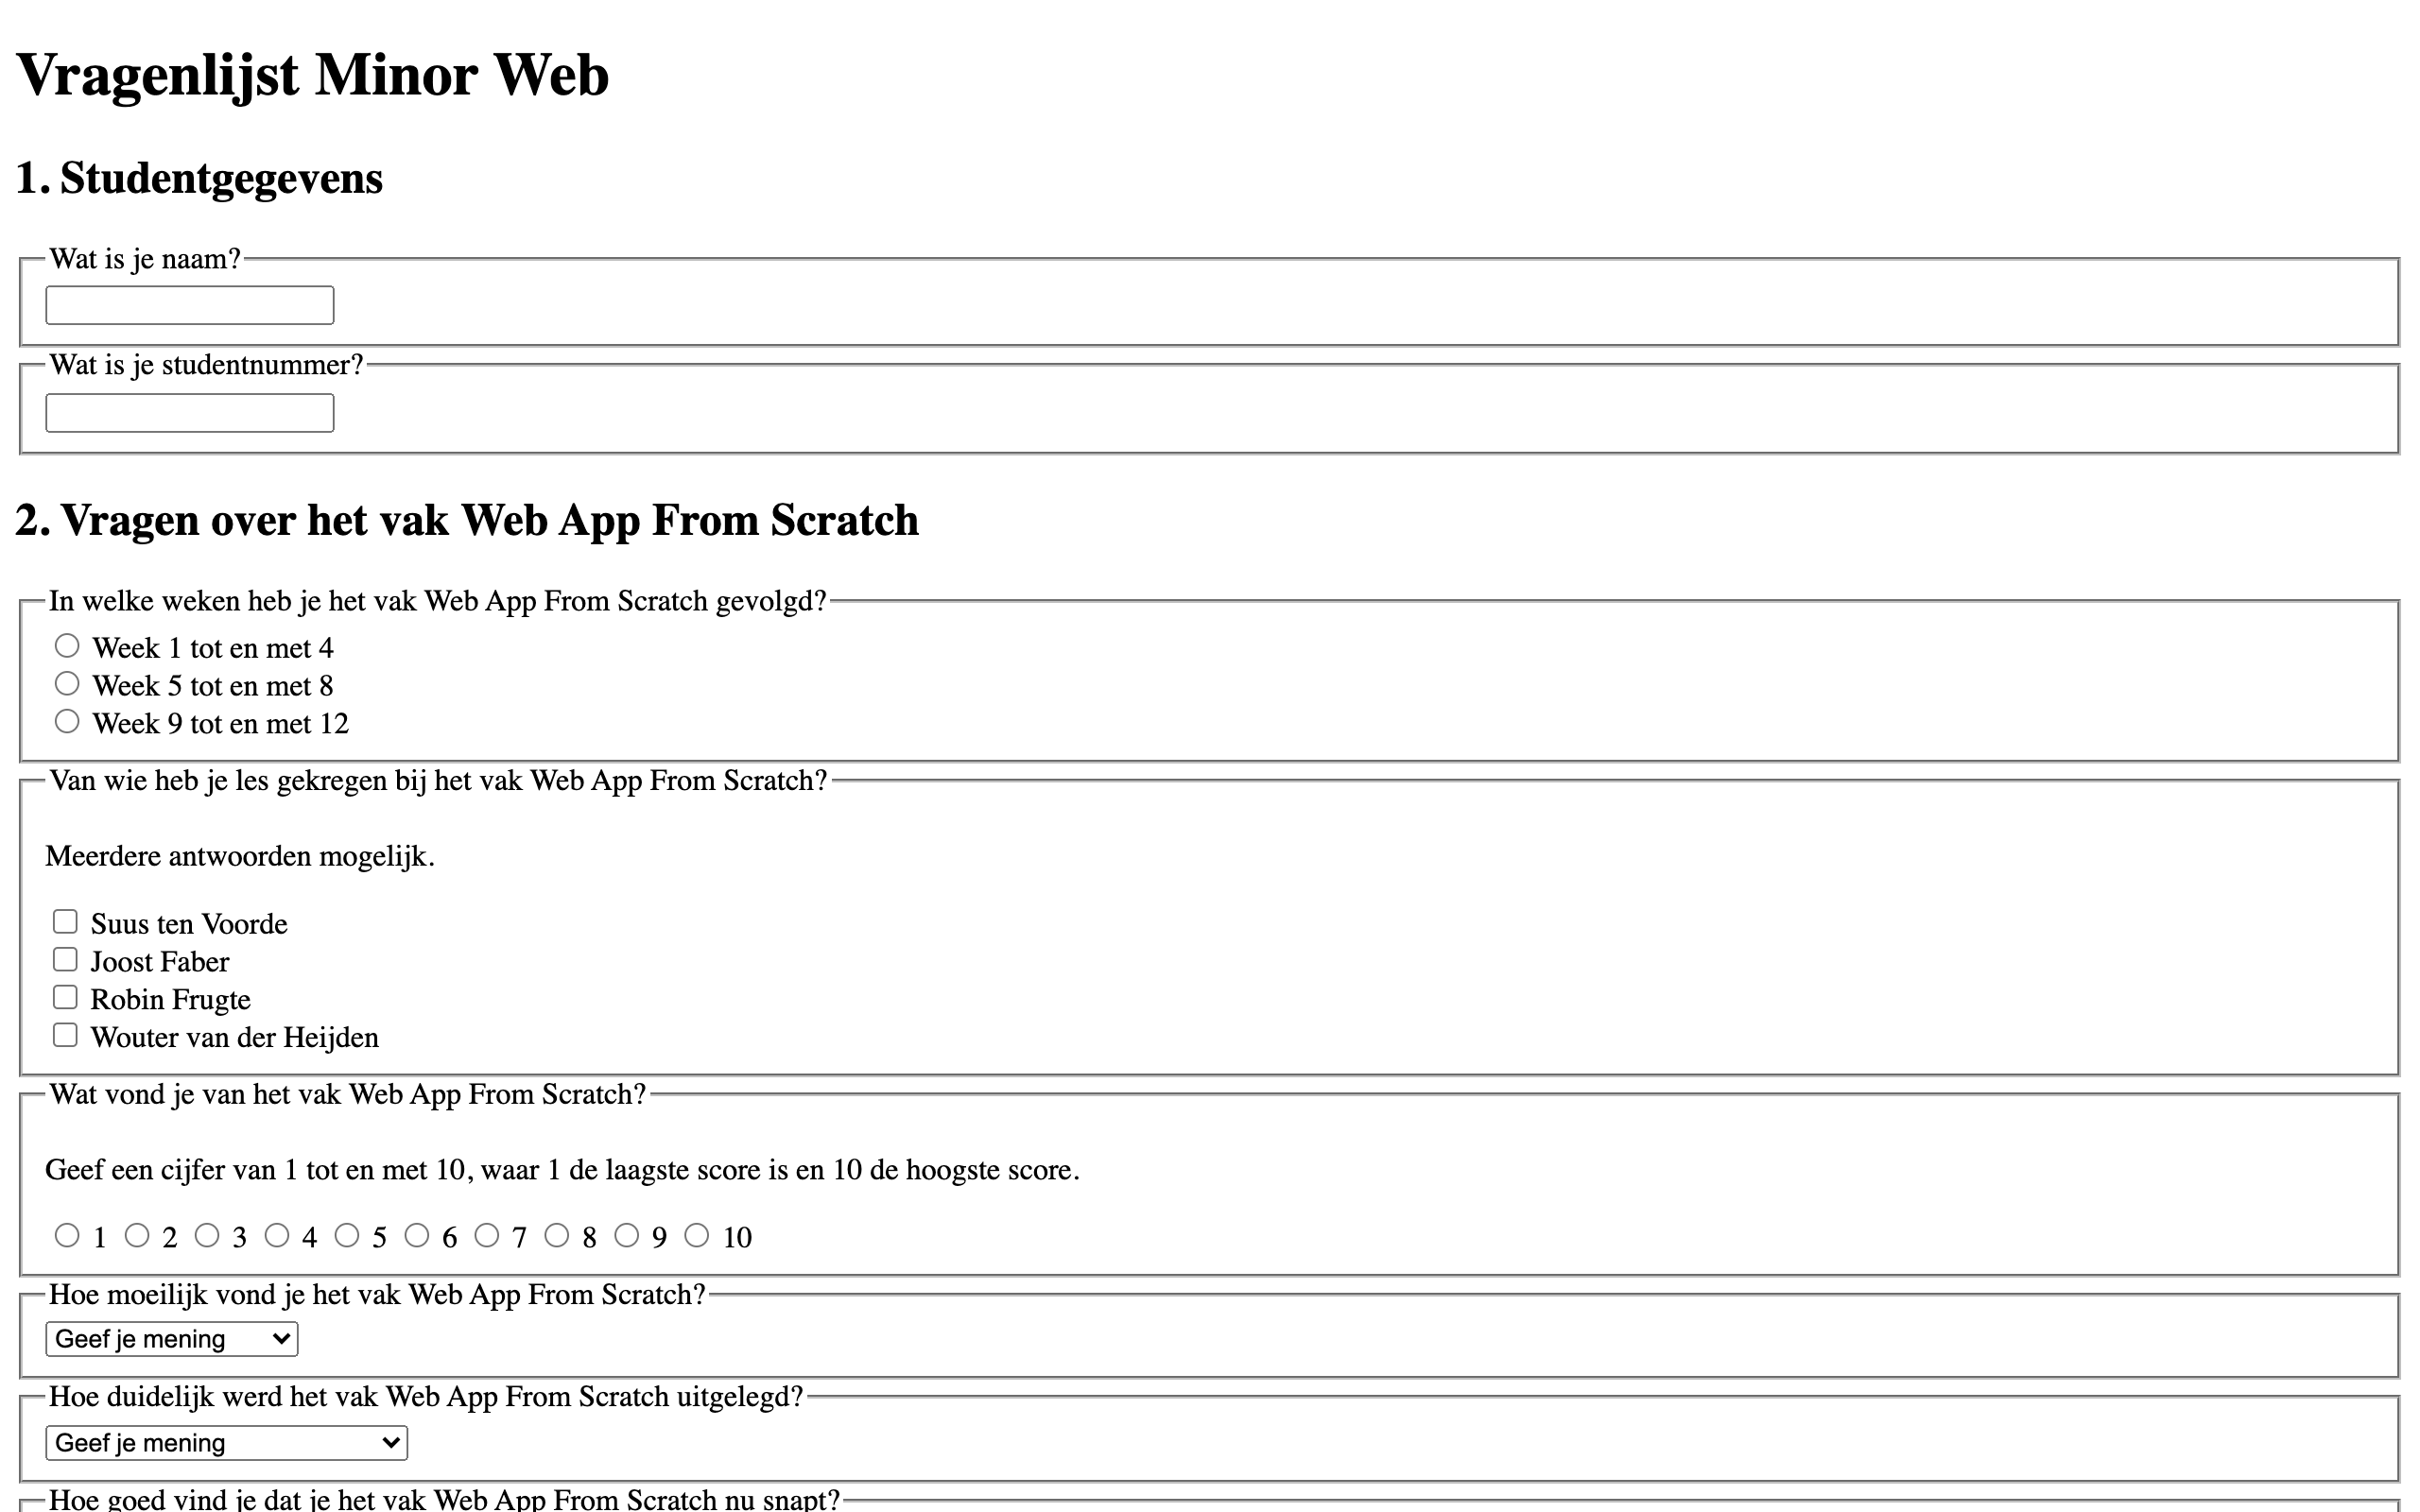 Vragenlijst Minor Web
1. Studentgegevens
Wat is je naam?
Wat is je studentnummer?
2. Vragen over het vak Web App From Scratch
In welke weken heb je het vak Web App From Scratch gevolgd?
Week 1 tot en met 4
Week 5 tot en met 8
Week 9 tot en met 12
Van wie heb je les gekregen bij het vak Web App From Scratch?
Meerdere antwoorden mogelijk.
Suus ten Voorde
Joost Faber
Robin Frugte
Wouter van der Heijden
Wat vond je van het vak Web App From Scratch?
Geef een cijfer van 1 tot en met 10, waar 1 de laagste score is en 10 de hoogste score.
1 2 3 4 5 6 7 8 9 10
Hoe moeilijk vond je het vak Web App From Scratch?
Geef je mening
Hoe duidelijk werd het vak Web App From Scratch uitgelegd?
Geef je mening
Hoe goed vind je dat je het vak Web App From Scratch nu snapt?